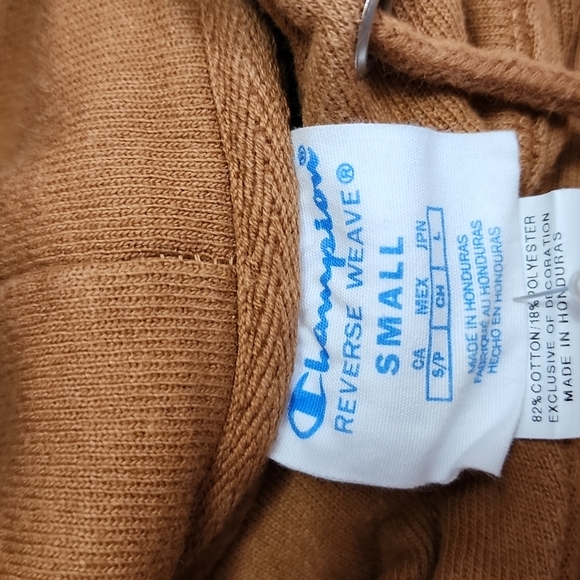 Champion®
REVERSE WEAVE®
SMALL
CA MEX JPN
S/P CH L
MADE IN HONDURAS
FABRIQUÉ AU HONDURAS
HECHO EN HONDURAS
82% COTTON/18% POLYESTER
EXCLUSIVE OF DECORATION
MADE IN HONDURAS